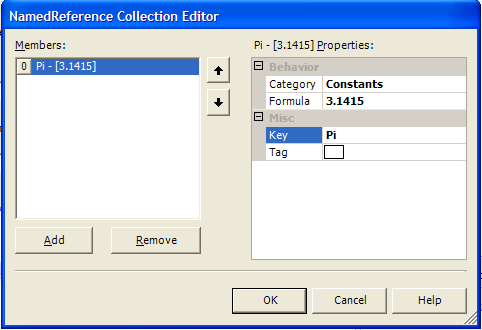 NamedReference Collection Editor
Members:
0 Pi - [3.1415]
Add Remove
Pi - [3.1415] Properties:
Behavior
Category Constants
Formula 3.1415
Misc
Key Pi
Tag
OK Cancel Help